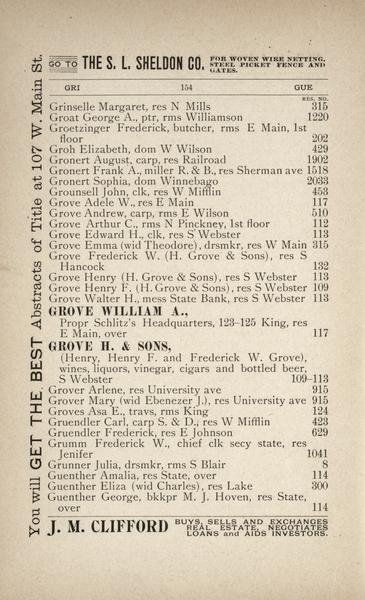 GO TO THE S. L. SHELDON CO. FOR WOVEN WIRE NETTING, STEEL PICKET FENCE AND GATES.
GRI 154 GUE
RES. NO.
Grinselle Margaret, res N Mills 315
Groat George A., ptr, rms Williamson 1220
Groetzinger Frederick, butcher, rms E Main, 1st
floor 202
Groh Elizabeth, dom W Wilson 429
Gronert August, carp, res Railroad 1902
Gronert Frank A., miller R. & B., res Sherman ave 1518
Gronert Sophia, dom Winnebago 2033
Grounsell John, clk, res W Mifflin 453
Grove Adele W., res E Main 117
Grove Andrew, carp, rms E Wilson 510
Grove Arthur C., rms N Pinckney, 1st floor 112
Grove Edward H., clk, res S Webster 113
Grove Emma (wid Theodore), drsmkr, res W Main 315
Grove Frederick W. (H. Grove & Sons), res S
Hancock 132
Grove Henry (H. Grove & Sons), res S Webster 113
Grove Henry F. (H. Grove & Sons), res S Webster 109
Grove Walter H., mess State Bank, res S Webster 113
GROVE WILLIAM A.,
Propr Schlitz's Headquarters, 123–125 King, res
E Main, over 117
GROVE H. & SONS,
(Henry, Henry F. and Frederick W. Grove),
wines, liquors, vinegar, cigars and bottled beer,
S Webster 109–113
Grover Arlene, res University ave 915
Grover Mary (wid Ebenezer J.), res University ave 915
Groves Asa E., travs, rms King 124
Gruendler Carl, carp S. & D., res W Mifflin 423
Gruendler Frederick, res E Johnson 629
Grumm Frederick W., chief clk secy state, res
Jenifer 1041
Grunner Julia, drsmkr, rms S Blair 8
Guenther Amalia, res State, over 114
Guenther Eliza (wid Charles), res Lake 300
Guenther George, bkkpr M. J. Hoven, res State,
over 114
J. M. CLIFFORD BUYS, SELLS AND EXCHANGES REAL ESTATE, NEGOTIATES LOANS and AIDS INVESTORS.
You will GET THE BEST Abstracts of Title at 107 W. Main St.